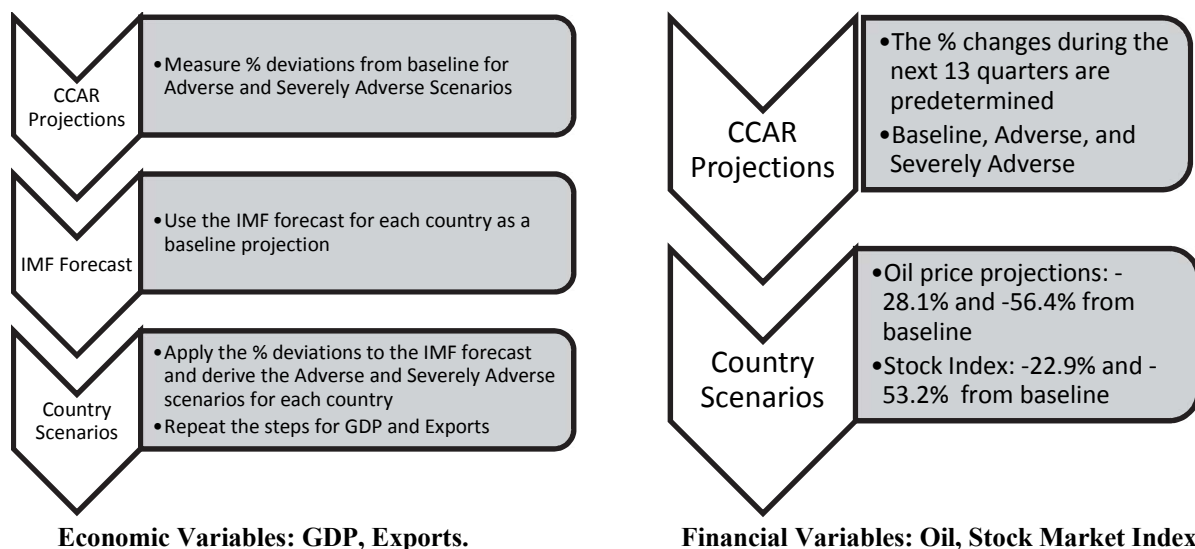 CCAR
Projections
•Measure % deviations from baseline for
Adverse and Severely Adverse Scenarios
IMF Forecast
•Use the IMF forecast for each country as a
baseline projection
Country
Scenarios
•Apply the % deviations to the IMF forecast
and derive the Adverse and Severely Adverse
scenarios for each country
•Repeat the steps for GDP and Exports
Economic Variables: GDP, Exports.
CCAR
Projections
•The % changes during the
next 13 quarters are
predetermined
•Baseline, Adverse, and
Severely Adverse
Country
Scenarios
•Oil price projections: -
28.1% and -56.4% from
baseline
•Stock Index: -22.9% and -
53.2% from baseline
Financial Variables: Oil, Stock Market Index